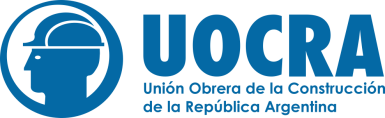 UOCRA
Unión Obrera de la Construcción
de la República Argentina